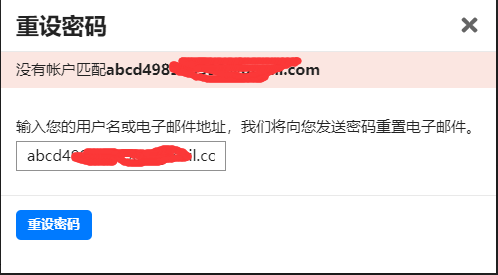 重设密码
没有帐户匹配abcd498 .com
输入您的用户名或电子邮件地址，我们将向您发送密码重置电子邮件。
abcd49 il.cc
重设密码